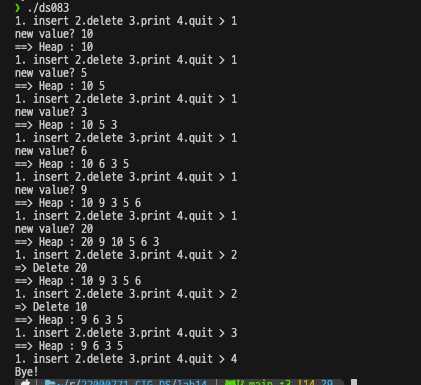 ❯ ./ds083
1. insert 2.delete 3.print 4.quit > 1
new value? 10
==> Heap : 10
1. insert 2.delete 3.print 4.quit > 1
new value? 5
==> Heap : 10 5
1. insert 2.delete 3.print 4.quit > 1
new value? 3
==> Heap : 10 5 3
1. insert 2.delete 3.print 4.quit > 1
new value? 6
==> Heap : 10 6 3 5
1. insert 2.delete 3.print 4.quit > 1
new value? 9
==> Heap : 10 9 3 5 6
1. insert 2.delete 3.print 4.quit > 1
new value? 20
==> Heap : 20 9 10 5 6 3
1. insert 2.delete 3.print 4.quit > 2
=> Delete 20
==> Heap : 10 9 3 5 6
1. insert 2.delete 3.print 4.quit > 2
=> Delete 10
==> Heap : 9 6 3 5
1. insert 2.delete 3.print 4.quit > 3
==> Heap : 9 6 3 5
1. insert 2.delete 3.print 4.quit > 4
Bye!